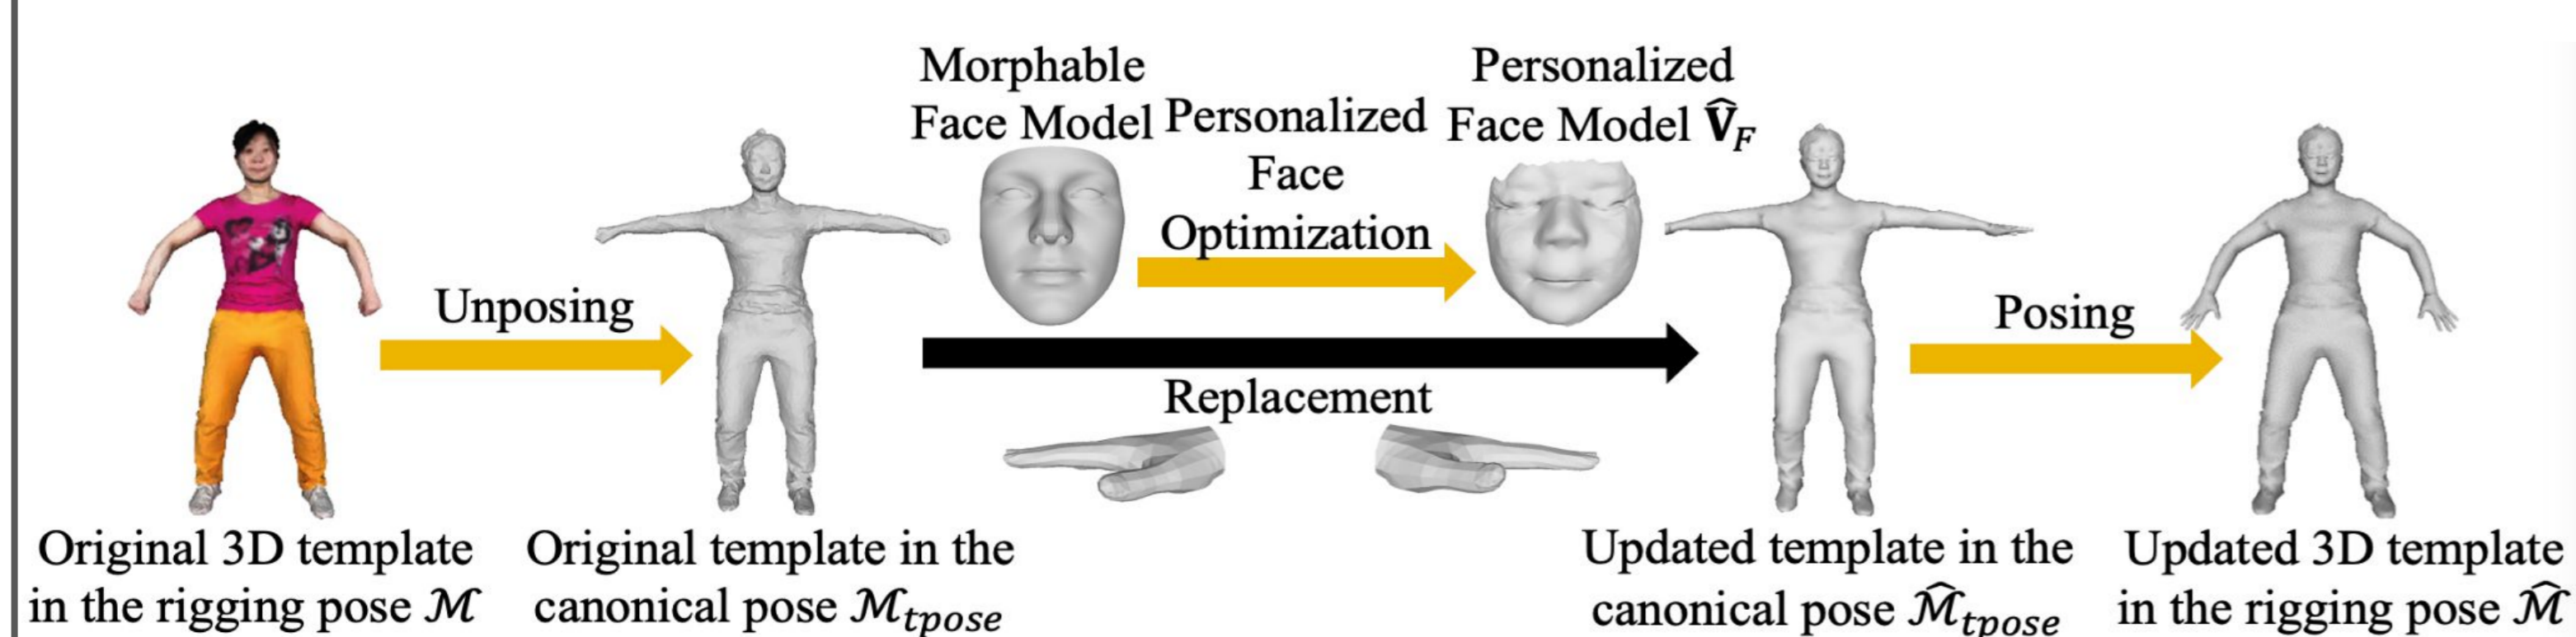 Morphable
Face Model
Personalized
Face
Optimization
Personalized
Face Model V̂_F
Unposing
Replacement
Posing
Original 3D template
in the rigging pose ℳ
Original template in the
canonical pose ℳ_tpose
Updated template in the
canonical pose ℳ̂_tpose
Updated 3D template
in the rigging pose ℳ̂